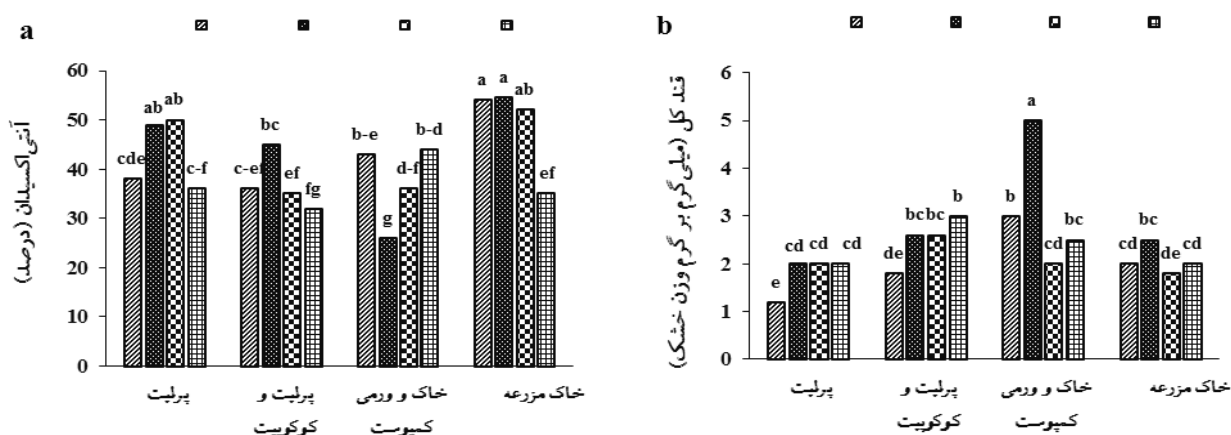 a
آنتی‌اکسیدان (درصد)
60
50
40
30
20
10
0
cde
ab
ab
c-f
c-ef
bc
ef
fg
b-e
g
d-f
b-d
a
a
ab
ef
پرلیت
پرلیت و
کوکوپیت
خاک و ورمی
کمپوست
خاک مزرعه
b
قند کل (میلی‌گرم بر گرم وزن خشک)
6
5
4
3
2
1
0
e
cd
cd
cd
de
bc
bc
b
b
a
cd
bc
cd
bc
de
cd
پرلیت
پرلیت و
کوکوپیت
خاک و ورمی
کمپوست
خاک مزرعه